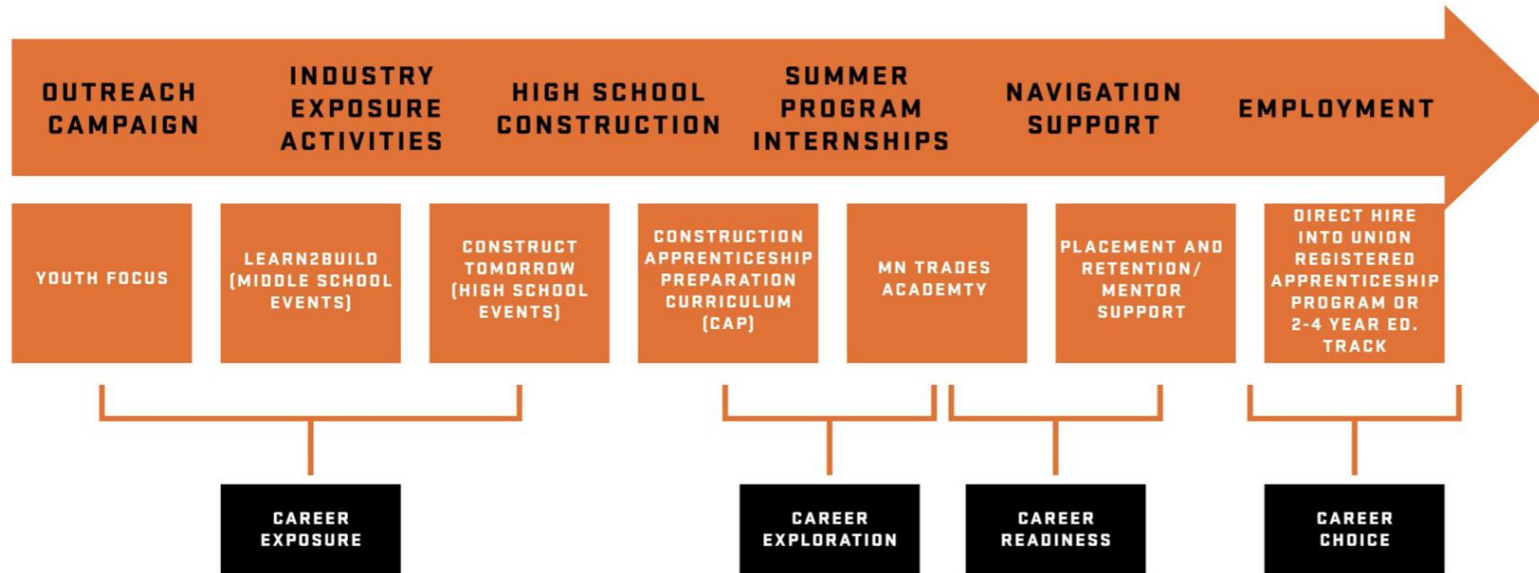 OUTREACH
CAMPAIGN
INDUSTRY
EXPOSURE
ACTIVITIES
HIGH SCHOOL
CONSTRUCTION
SUMMER
PROGRAM
INTERNSHIPS
NAVIGATION
SUPPORT
EMPLOYMENT
YOUTH FOCUS
LEARN2BUILD
(MIDDLE SCHOOL
EVENTS)
CONSTRUCT
TOMORROW
(HIGH SCHOOL
EVENTS)
CONSTRUCTION
APPRENTICESHIP
PREPARATION
CURRICULUM
(CAP)
MN TRADES
ACADEMTY
PLACEMENT AND
RETENTION/
MENTOR
SUPPORT
DIRECT HIRE
INTO UNION
REGISTERED
APPRENTICESHIP
PROGRAM OR
2-4 YEAR ED.
TRACK
CAREER
EXPOSURE
CAREER
EXPLORATION
CAREER
READINESS
CAREER
CHOICE